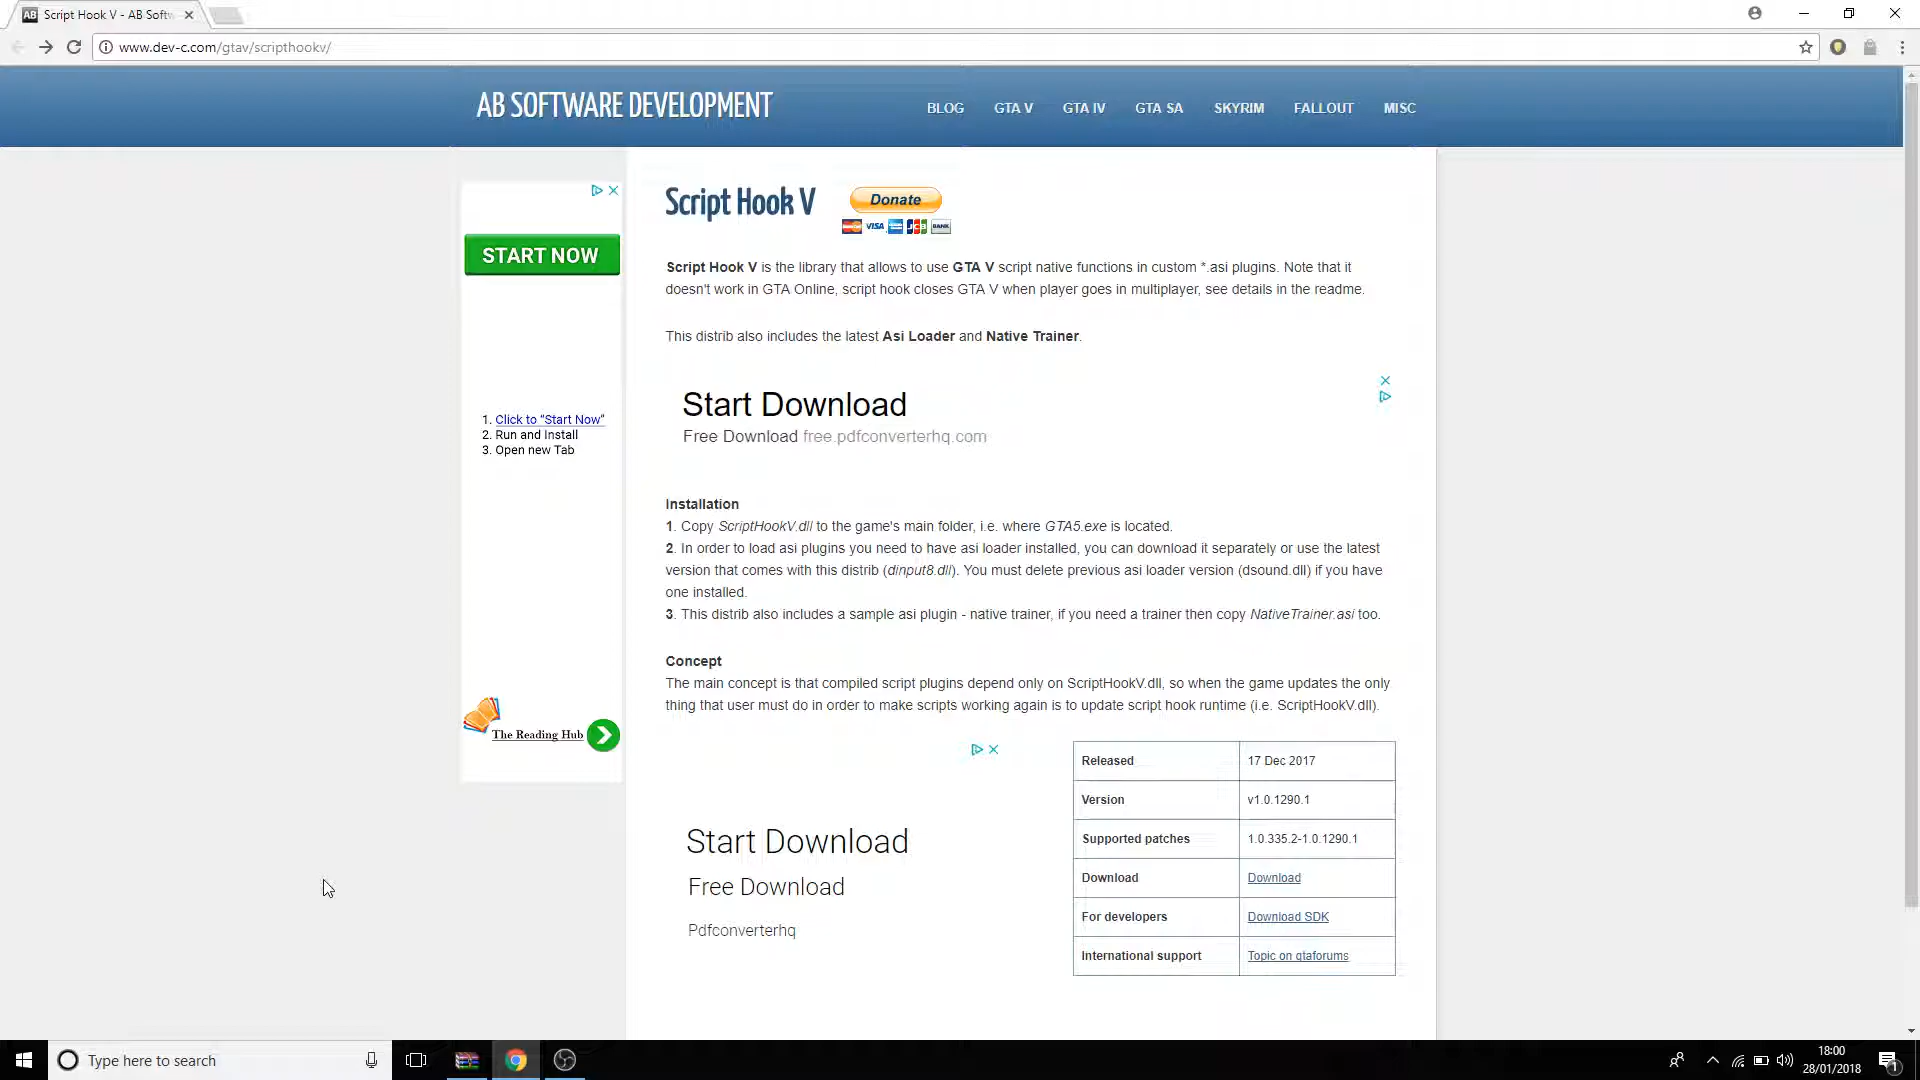 Script Hook V - AB Softw
www.dev-c.com/gtav/scripthookv/
AB SOFTWARE DEVELOPMENT
BLOG GTA V GTA IV GTA SA SKYRIM FALLOUT MISC
START NOW
1. Click to "Start Now"
2. Run and Install
3. Open new Tab
The Reading Hub
Script Hook V
Donate
VISA JCB BANK
Script Hook V is the library that allows to use GTA V script native functions in custom *.asi plugins. Note that it
doesn't work in GTA Online, script hook closes GTA V when player goes in multiplayer, see details in the readme.
This distrib also includes the latest Asi Loader and Native Trainer.
Start Download
Free Download free.pdfconverterhq.com
Installation
1. Copy ScriptHookV.dll to the game's main folder, i.e. where GTA5.exe is located.
2. In order to load asi plugins you need to have asi loader installed, you can download it separately or use the latest
version that comes with this distrib (dinput8.dll). You must delete previous asi loader version (dsound.dll) if you have
one installed.
3. This distrib also includes a sample asi plugin - native trainer, if you need a trainer then copy NativeTrainer.asi too.
Concept
The main concept is that compiled script plugins depend only on ScriptHookV.dll, so when the game updates the only
thing that user must do in order to make scripts working again is to update script hook runtime (i.e. ScriptHookV.dll).
Start Download
Free Download
Pdfconverterhq
Released 17 Dec 2017
Version v1.0.1290.1
Supported patches 1.0.335.2-1.0.1290.1
Download Download
For developers Download SDK
International support Topic on gtaforums
Type here to search
18:00
28/01/2018
1